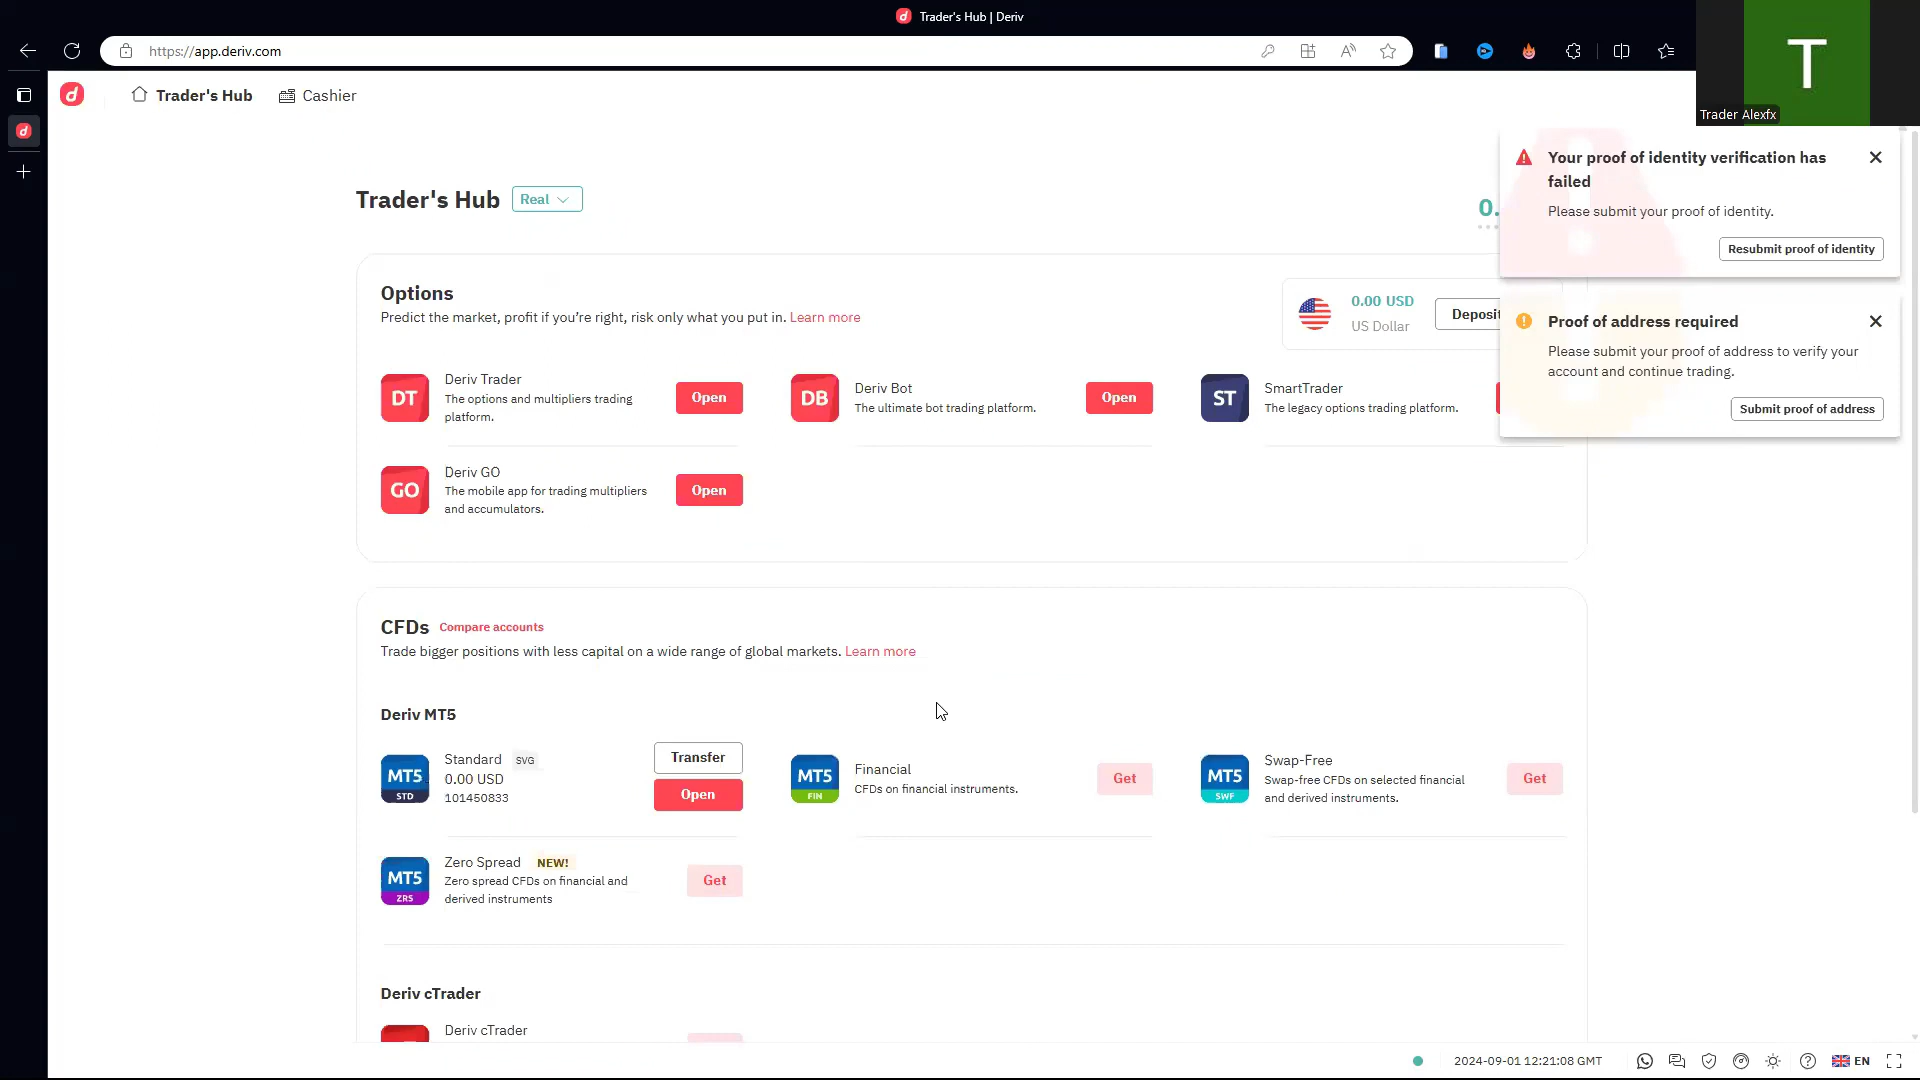 Trader's Hub | Deriv
https://app.deriv.com
T
Trader Alexfx
Trader's Hub
Cashier
Your proof of identity verification has
failed
Please submit your proof of identity.
Resubmit proof of identity
Trader's Hub
Real
0.
Options
Predict the market, profit if you’re right, risk only what you put in. Learn more
0.00 USD
US Dollar
Deposit
Proof of address required
Please submit your proof of address to verify your
account and continue trading.
Submit proof of address
DT
Deriv Trader
The options and multipliers trading
platform.
Open
DB
Deriv Bot
The ultimate bot trading platform.
Open
ST
SmartTrader
The legacy options trading platform.
GO
Deriv GO
The mobile app for trading multipliers
and accumulators.
Open
CFDs Compare accounts
Trade bigger positions with less capital on a wide range of global markets. Learn more
Deriv MT5
MT5
STD
Standard SVG
0.00 USD
101450833
Transfer
Open
MT5
FIN
Financial
CFDs on financial instruments.
Get
MT5
SWF
Swap-Free
Swap-free CFDs on selected financial
and derived instruments.
Get
MT5
ZRS
Zero Spread NEW!
Zero spread CFDs on financial and
derived instruments
Get
Deriv cTrader
Deriv cTrader
2024-09-01 12:21:08 GMT
EN